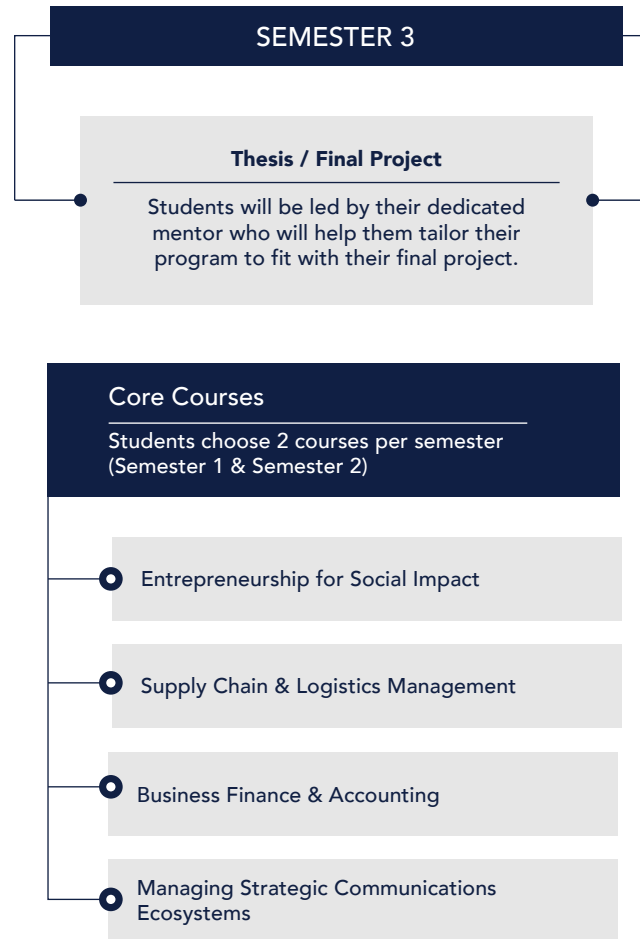 SEMESTER 3
Thesis / Final Project
Students will be led by their dedicated
mentor who will help them tailor their
program to fit with their final project.
Core Courses
Students choose 2 courses per semester
(Semester 1 & Semester 2)
Entrepreneurship for Social Impact
Supply Chain & Logistics Management
Business Finance & Accounting
Managing Strategic Communications
Ecosystems